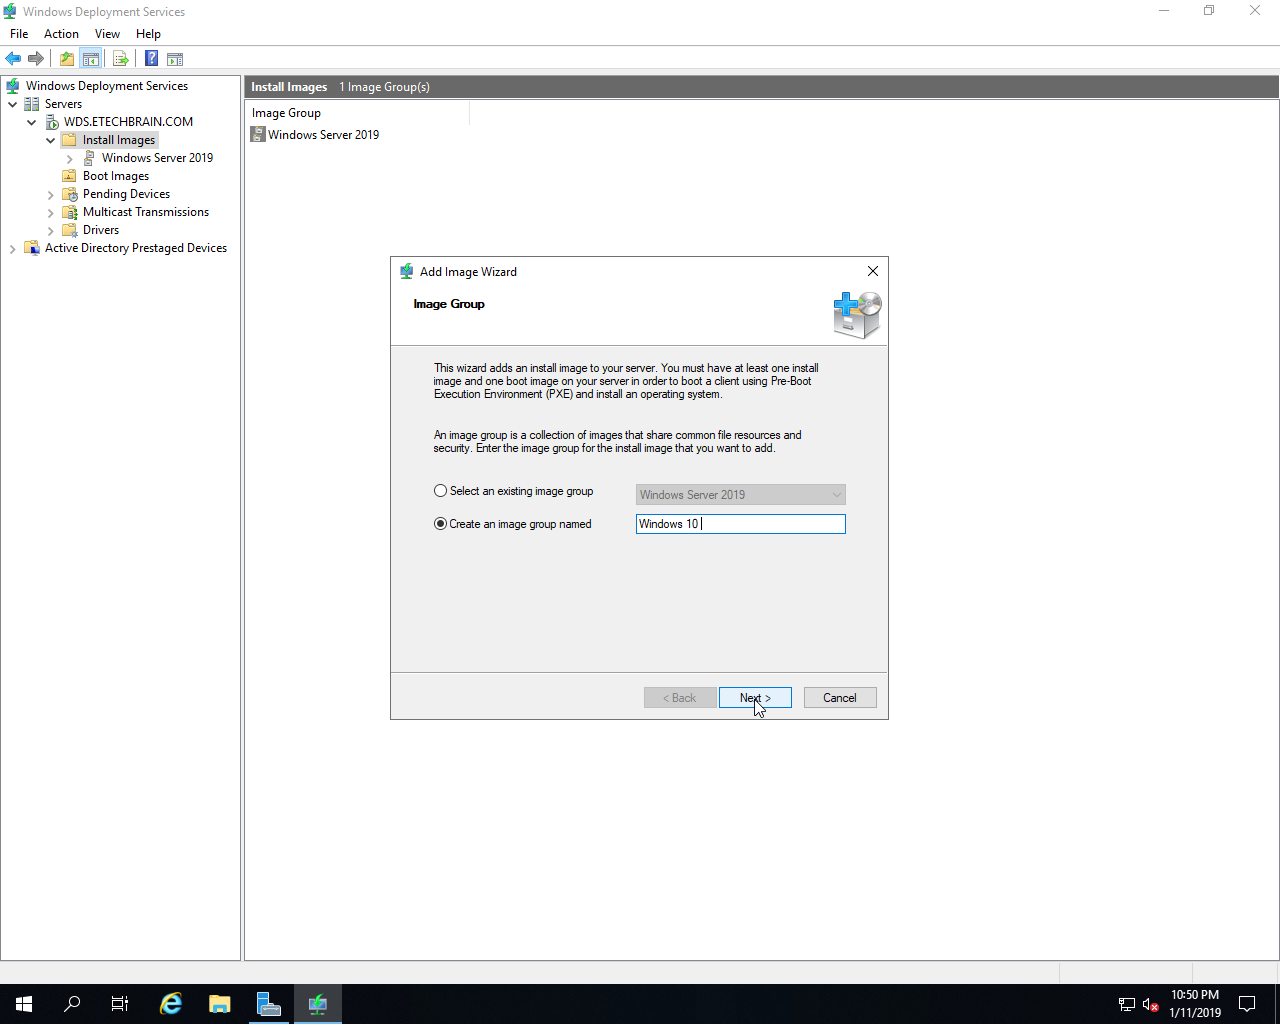 Windows Deployment Services
File Action View Help
Windows Deployment Services
Servers
WDS.ETECHBRAIN.COM
Install Images
Windows Server 2019
Boot Images
Pending Devices
Multicast Transmissions
Drivers
Active Directory Prestaged Devices
Install Images 1 Image Group(s)
Image Group
Windows Server 2019
Add Image Wizard
Image Group
This wizard adds an install image to your server. You must have at least one install
image and one boot image on your server in order to boot a client using Pre-Boot
Execution Environment (PXE) and install an operating system.
An image group is a collection of images that share common file resources and
security. Enter the image group for the install image that you want to add.
Select an existing image group Windows Server 2019
Create an image group named Windows 10
< Back Next > Cancel
10:50 PM
1/11/2019